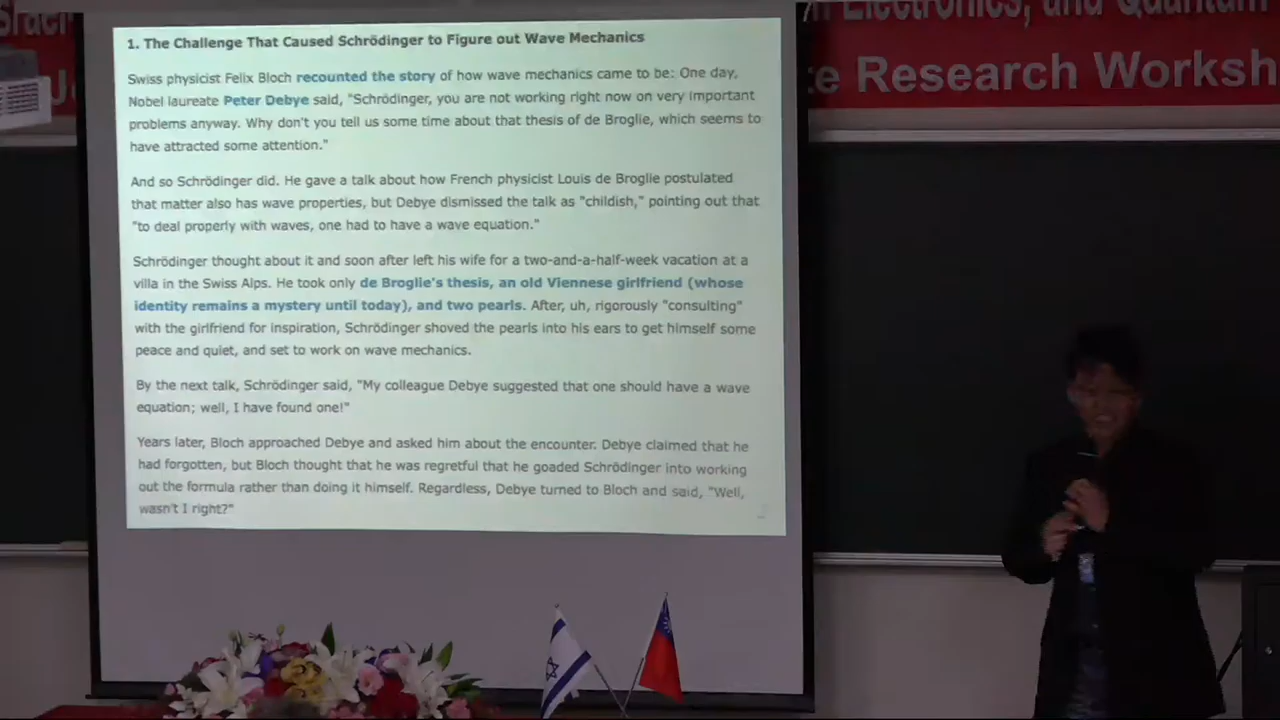 Electronics, and Quantum
te Research Worksh
1. The Challenge That Caused Schrödinger to Figure out Wave Mechanics
Swiss physicist Felix Bloch recounted the story of how wave mechanics came to be: One day,
Nobel laureate Peter Debye said, "Schrödinger, you are not working right now on very important
problems anyway. Why don't you tell us some time about that thesis of de Broglie, which seems to
have attracted some attention."
And so Schrödinger did. He gave a talk about how French physicist Louis de Broglie postulated
that matter also has wave properties, but Debye dismissed the talk as "childish," pointing out that
"to deal properly with waves, one had to have a wave equation."
Schrödinger thought about it and soon after left his wife for a two-and-a-half-week vacation at a
villa in the Swiss Alps. He took only de Broglie's thesis, an old Viennese girlfriend (whose
identity remains a mystery until today), and two pearls. After, uh, rigorously "consulting"
with the girlfriend for inspiration, Schrödinger shoved the pearls into his ears to get himself some
peace and quiet, and set to work on wave mechanics.
By the next talk, Schrödinger said, "My colleague Debye suggested that one should have a wave
equation; well, I have found one!"
Years later, Bloch approached Debye and asked him about the encounter. Debye claimed that he
had forgotten, but Bloch thought that he was regretful that he goaded Schrödinger into working
out the formula rather than doing it himself. Regardless, Debye turned to Bloch and said, "Well,
wasn't I right?"